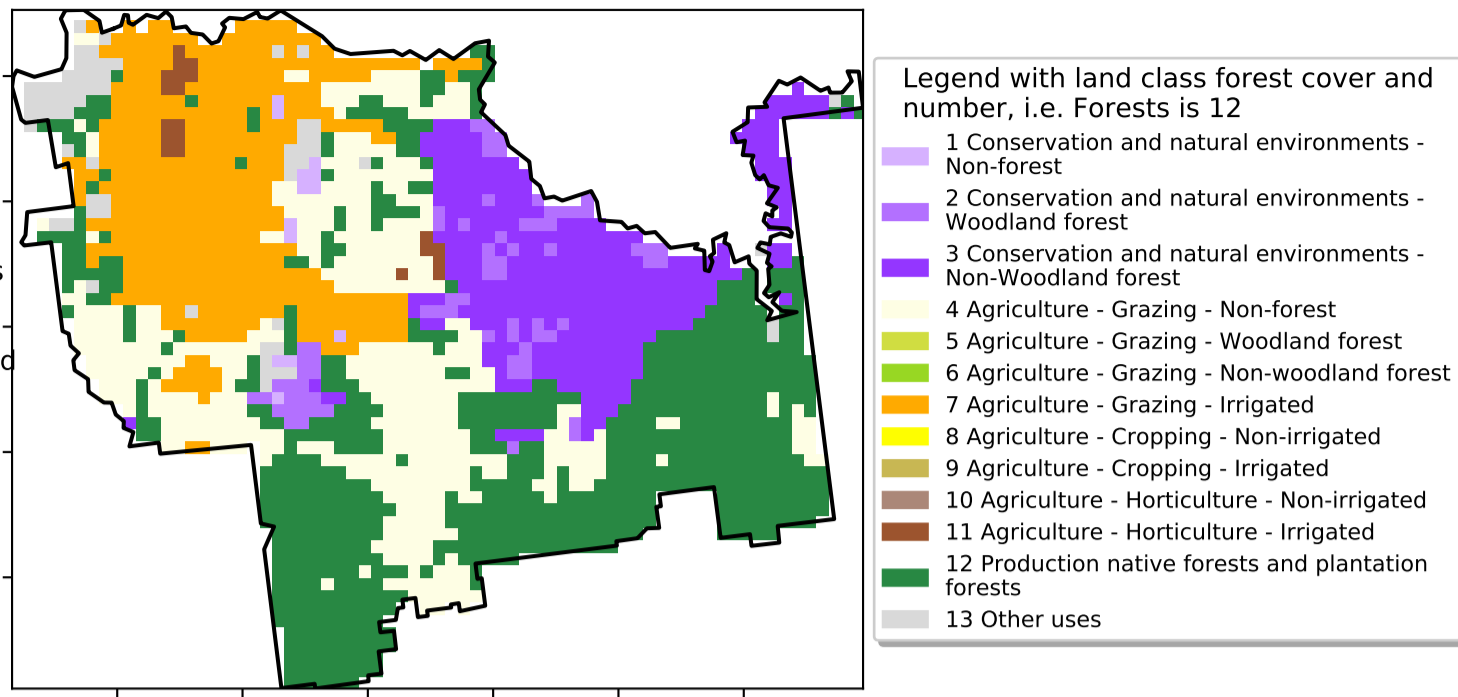 Legend with land class forest cover and
number, i.e. Forests is 12
1 Conservation and natural environments -
Non-forest
2 Conservation and natural environments -
Woodland forest
3 Conservation and natural environments -
Non-Woodland forest
4 Agriculture - Grazing - Non-forest
5 Agriculture - Grazing - Woodland forest
6 Agriculture - Grazing - Non-woodland forest
7 Agriculture - Grazing - Irrigated
8 Agriculture - Cropping - Non-irrigated
9 Agriculture - Cropping - Irrigated
10 Agriculture - Horticulture - Non-irrigated
11 Agriculture - Horticulture - Irrigated
12 Production native forests and plantation
forests
13 Other uses